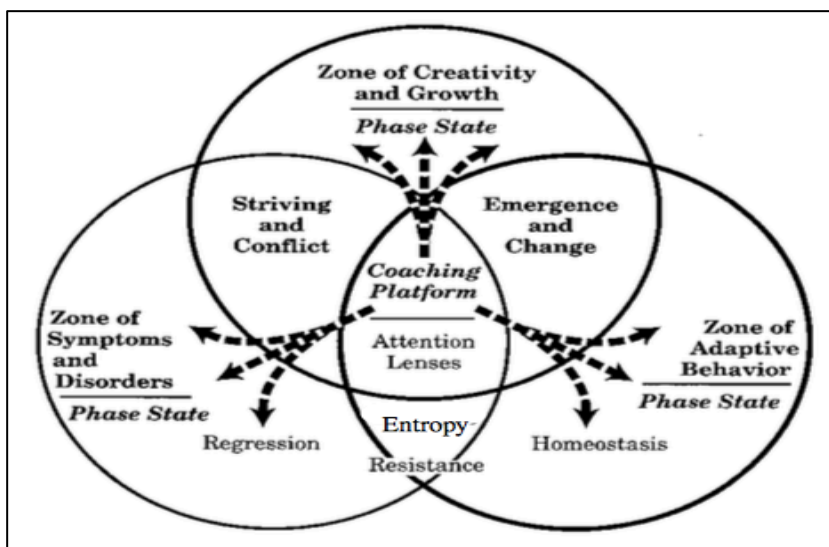 Zone of Creativity
and Growth
Phase State
Striving
and
Conflict
Emergence
and
Change
Coaching
Platform
Attention
Lenses
Zone of
Symptoms
and
Disorders
Phase State
Regression
Zone of
Adaptive
Behavior
Phase State
Homeostasis
Entropy
Resistance